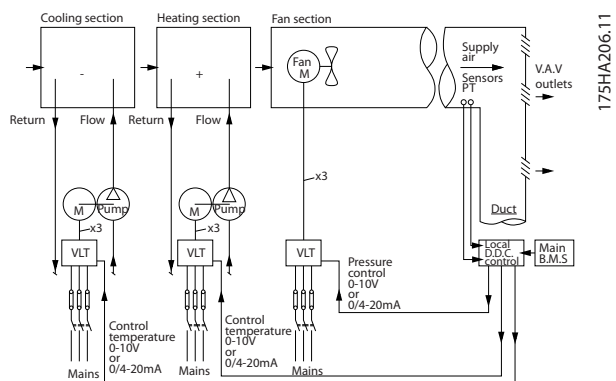 Cooling section
Heating section
Fan section
-
+
Fan
M
Supply
air
Sensors
PT
V.A.V
outlets
175HA206.11
Return
Flow
Return
Flow
x3
M
Pump
M
Pump
x3
x3
Duct
VLT
VLT
VLT
Local
D.D.C.
control
Main
B.M.S
Pressure
control
0-10V
or
0/4-20mA
Control
temperature
0-10V
or
0/4-20mA
Control
temperature
0-10V
or
0/4-20mA
Mains
Mains
Mains